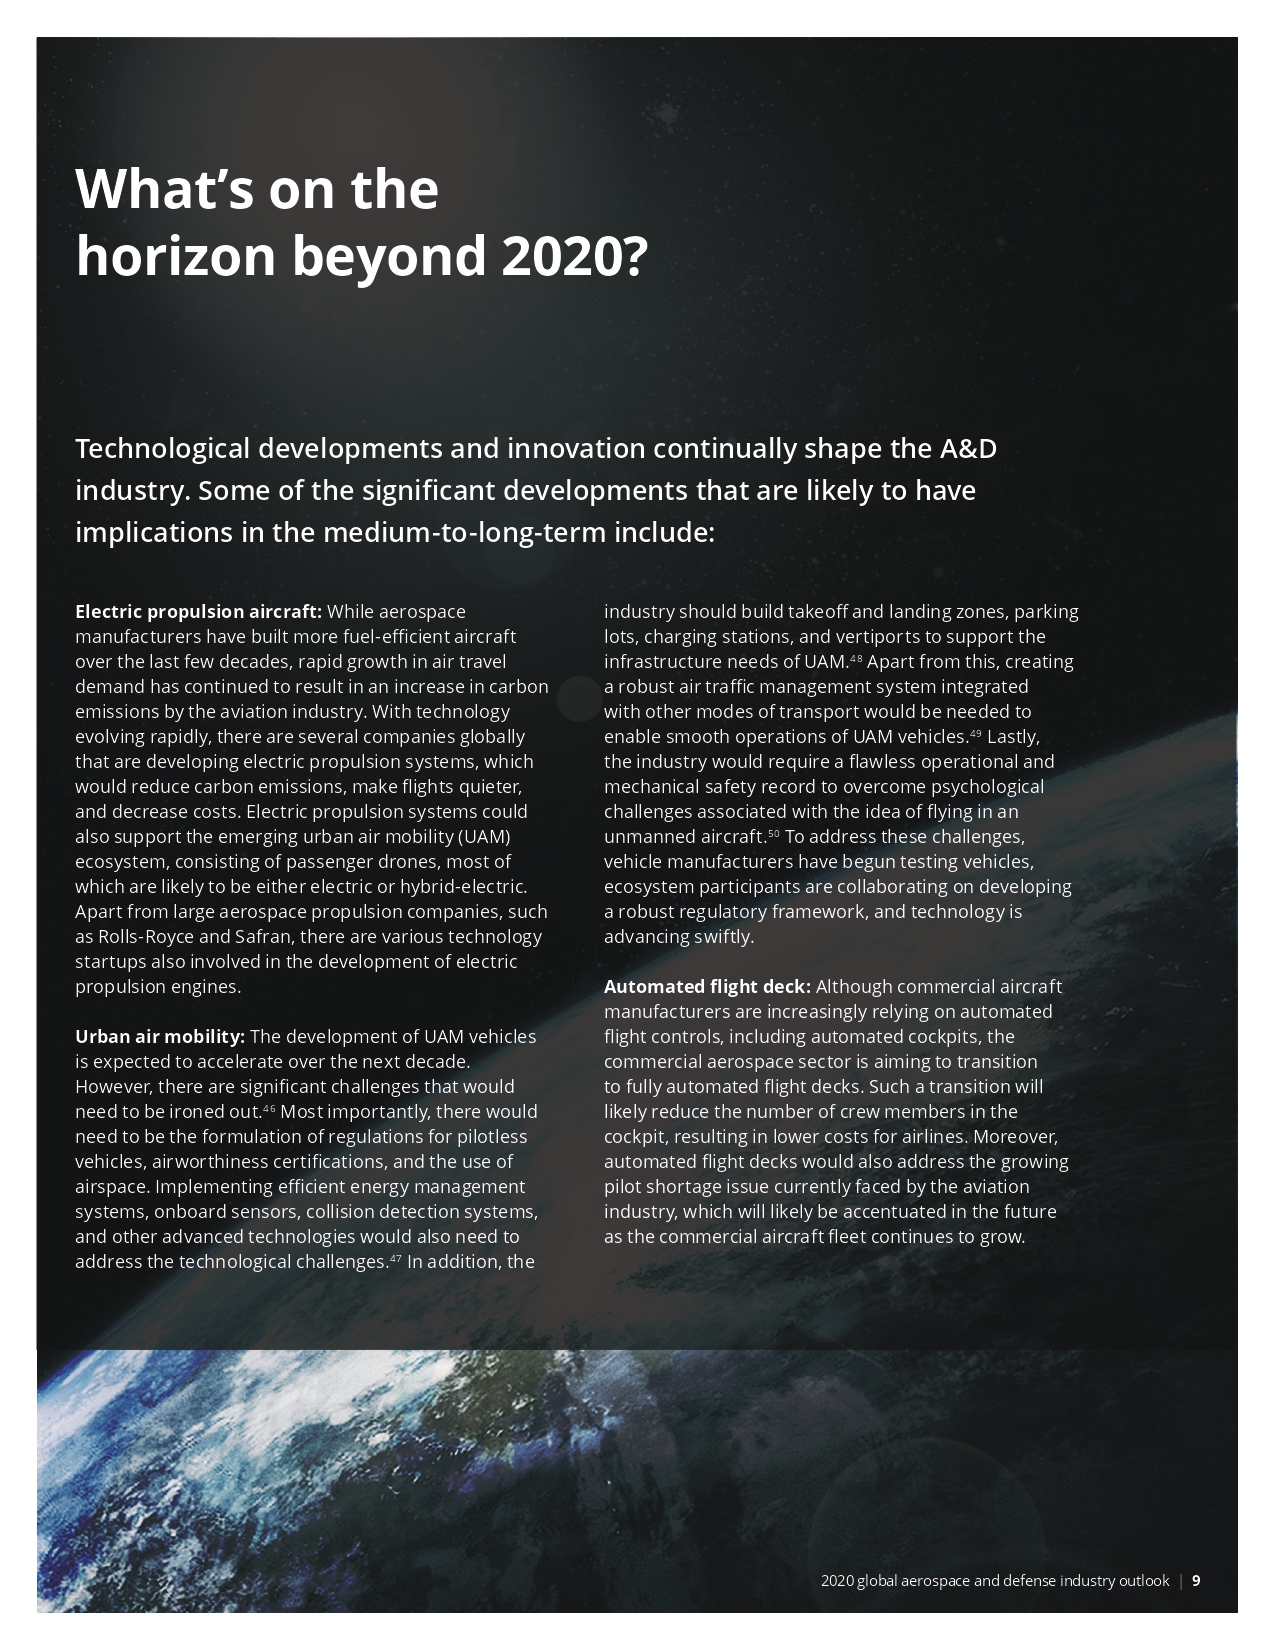 What’s on the
horizon beyond 2020?
Technological developments and innovation continually shape the A&D
industry. Some of the significant developments that are likely to have
implications in the medium-to-long-term include:
Electric propulsion aircraft: While aerospace
manufacturers have built more fuel-efficient aircraft
over the last few decades, rapid growth in air travel
demand has continued to result in an increase in carbon
emissions by the aviation industry. With technology
evolving rapidly, there are several companies globally
that are developing electric propulsion systems, which
would reduce carbon emissions, make flights quieter,
and decrease costs. Electric propulsion systems could
also support the emerging urban air mobility (UAM)
ecosystem, consisting of passenger drones, most of
which are likely to be either electric or hybrid-electric.
Apart from large aerospace propulsion companies, such
as Rolls-Royce and Safran, there are various technology
startups also involved in the development of electric
propulsion engines.
Urban air mobility: The development of UAM vehicles
is expected to accelerate over the next decade.
However, there are significant challenges that would
need to be ironed out.46 Most importantly, there would
need to be the formulation of regulations for pilotless
vehicles, airworthiness certifications, and the use of
airspace. Implementing efficient energy management
systems, onboard sensors, collision detection systems,
and other advanced technologies would also need to
address the technological challenges.47 In addition, the
industry should build takeoff and landing zones, parking
lots, charging stations, and vertiports to support the
infrastructure needs of UAM.48 Apart from this, creating
a robust air traffic management system integrated
with other modes of transport would be needed to
enable smooth operations of UAM vehicles.49 Lastly,
the industry would require a flawless operational and
mechanical safety record to overcome psychological
challenges associated with the idea of flying in an
unmanned aircraft.50 To address these challenges,
vehicle manufacturers have begun testing vehicles,
ecosystem participants are collaborating on developing
a robust regulatory framework, and technology is
advancing swiftly.
Automated flight deck: Although commercial aircraft
manufacturers are increasingly relying on automated
flight controls, including automated cockpits, the
commercial aerospace sector is aiming to transition
to fully automated flight decks. Such a transition will
likely reduce the number of crew members in the
cockpit, resulting in lower costs for airlines. Moreover,
automated flight decks would also address the growing
pilot shortage issue currently faced by the aviation
industry, which will likely be accentuated in the future
as the commercial aircraft fleet continues to grow.
2020 global aerospace and defense industry outlook | 9